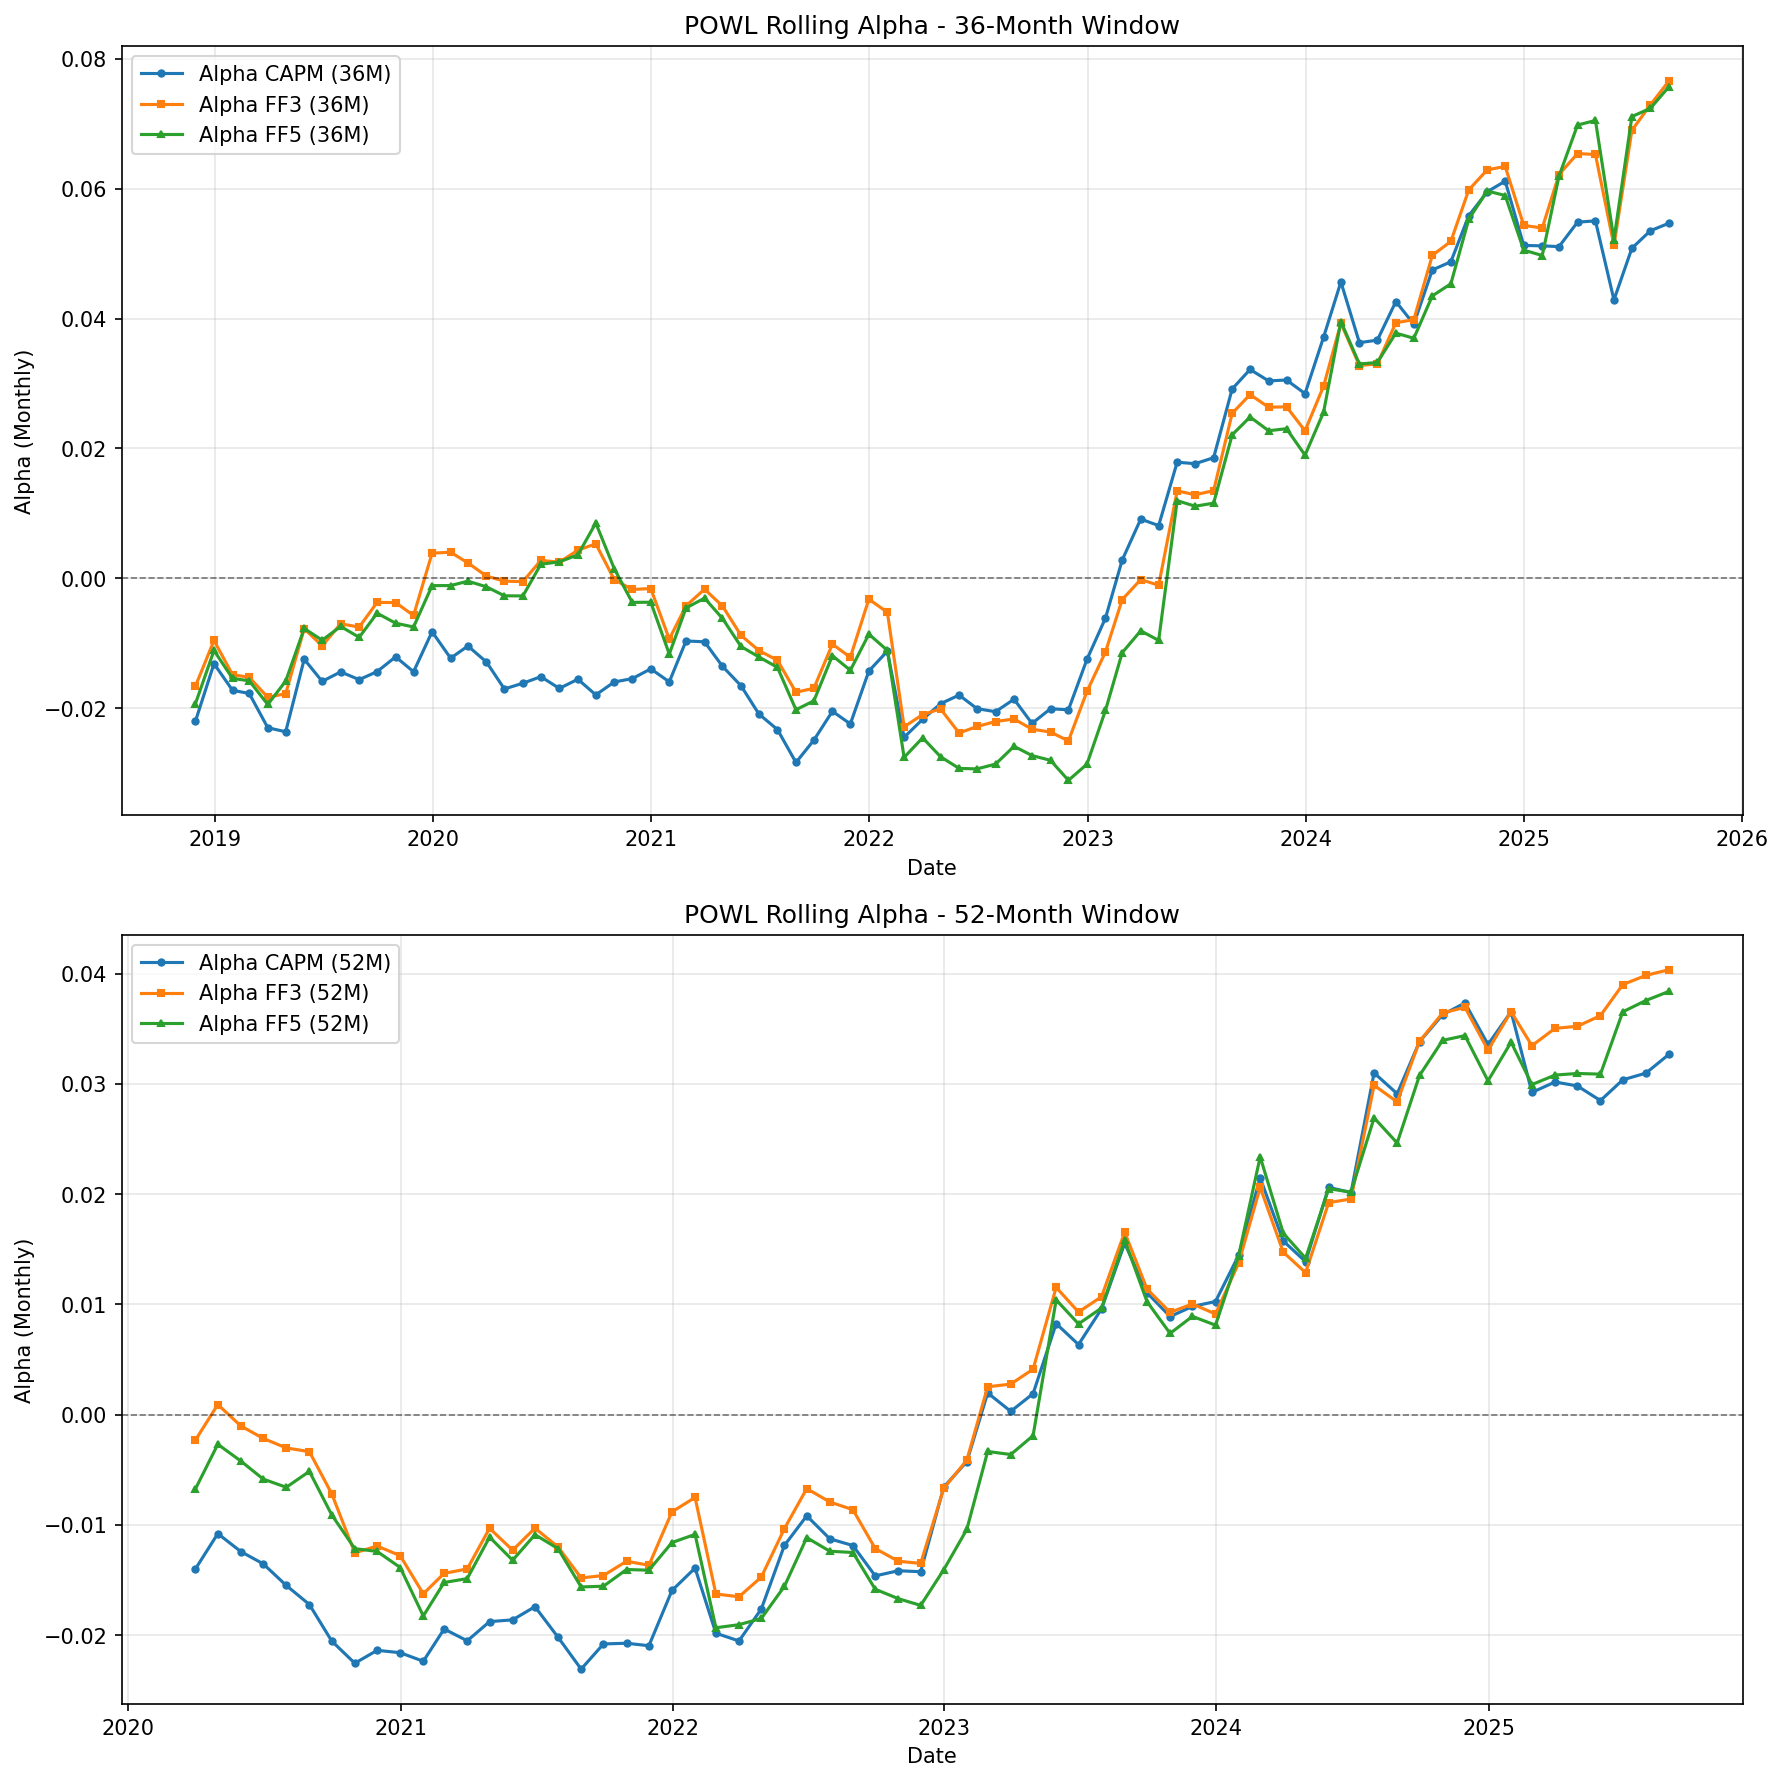 POWL Rolling Alpha - 36-Month Window
Alpha CAPM (36M)
Alpha FF3 (36M)
Alpha FF5 (36M)
0.08
0.06
0.04
0.02
0.00
−0.02
Alpha (Monthly)
2019 2020 2021 2022 2023 2024 2025 2026
Date
POWL Rolling Alpha - 52-Month Window
Alpha CAPM (52M)
Alpha FF3 (52M)
Alpha FF5 (52M)
0.04
0.03
0.02
0.01
0.00
−0.01
−0.02
Alpha (Monthly)
2020 2021 2022 2023 2024 2025
Date